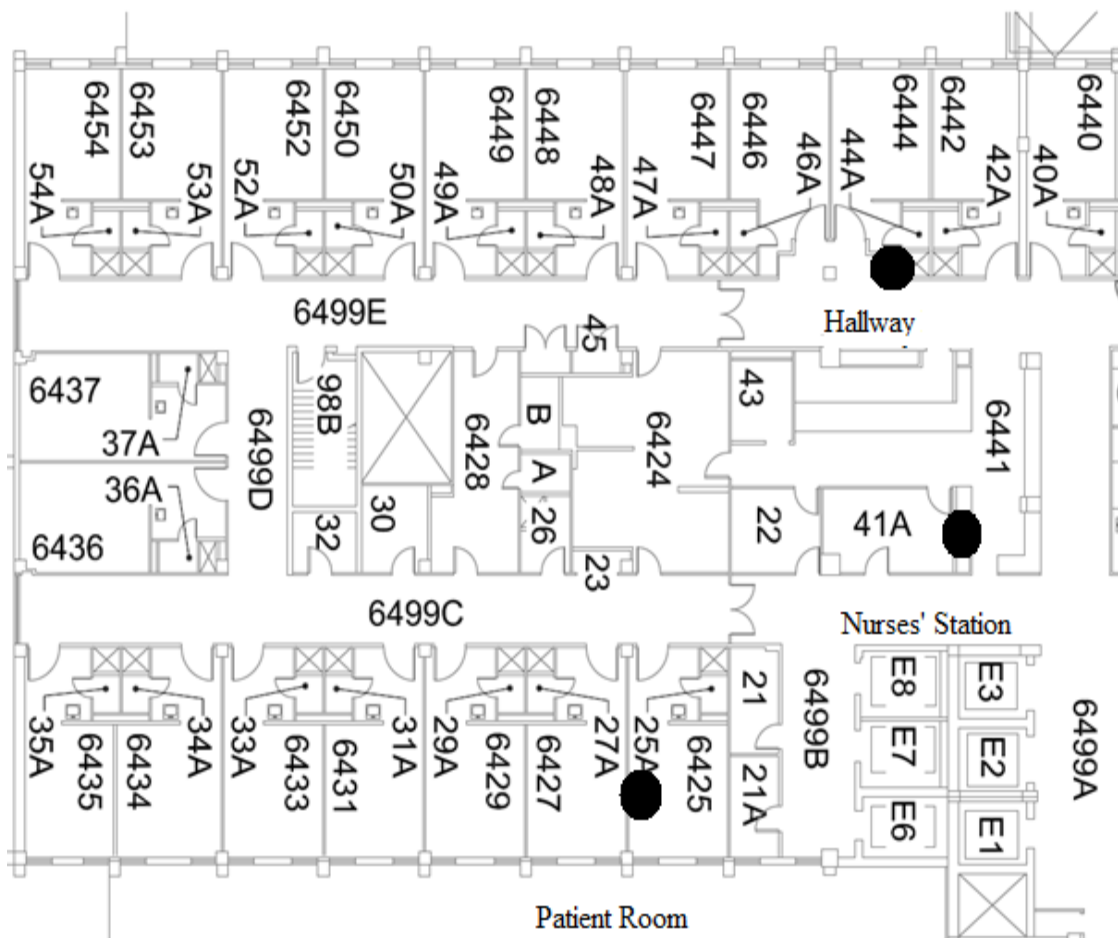 6454
6453
6452
6450
6449
6448
6447
6446
6444
6442
6440
54A
53A
52A
50A
49A
48A
47A
46A
44A
42A
40A
6499E
45
Hallway
6437
37A
36A
6436
6499D
98B
32
30
6428
B
A
26
23
6424
43
22
41A
6441
6499C
Nurses' Station
35A
34A
33A
31A
29A
27A
25A
6435
6434
6433
6431
6429
6427
6425
21
21A
6499B
E8
E7
E6
E3
E2
E1
6499A
Patient Room